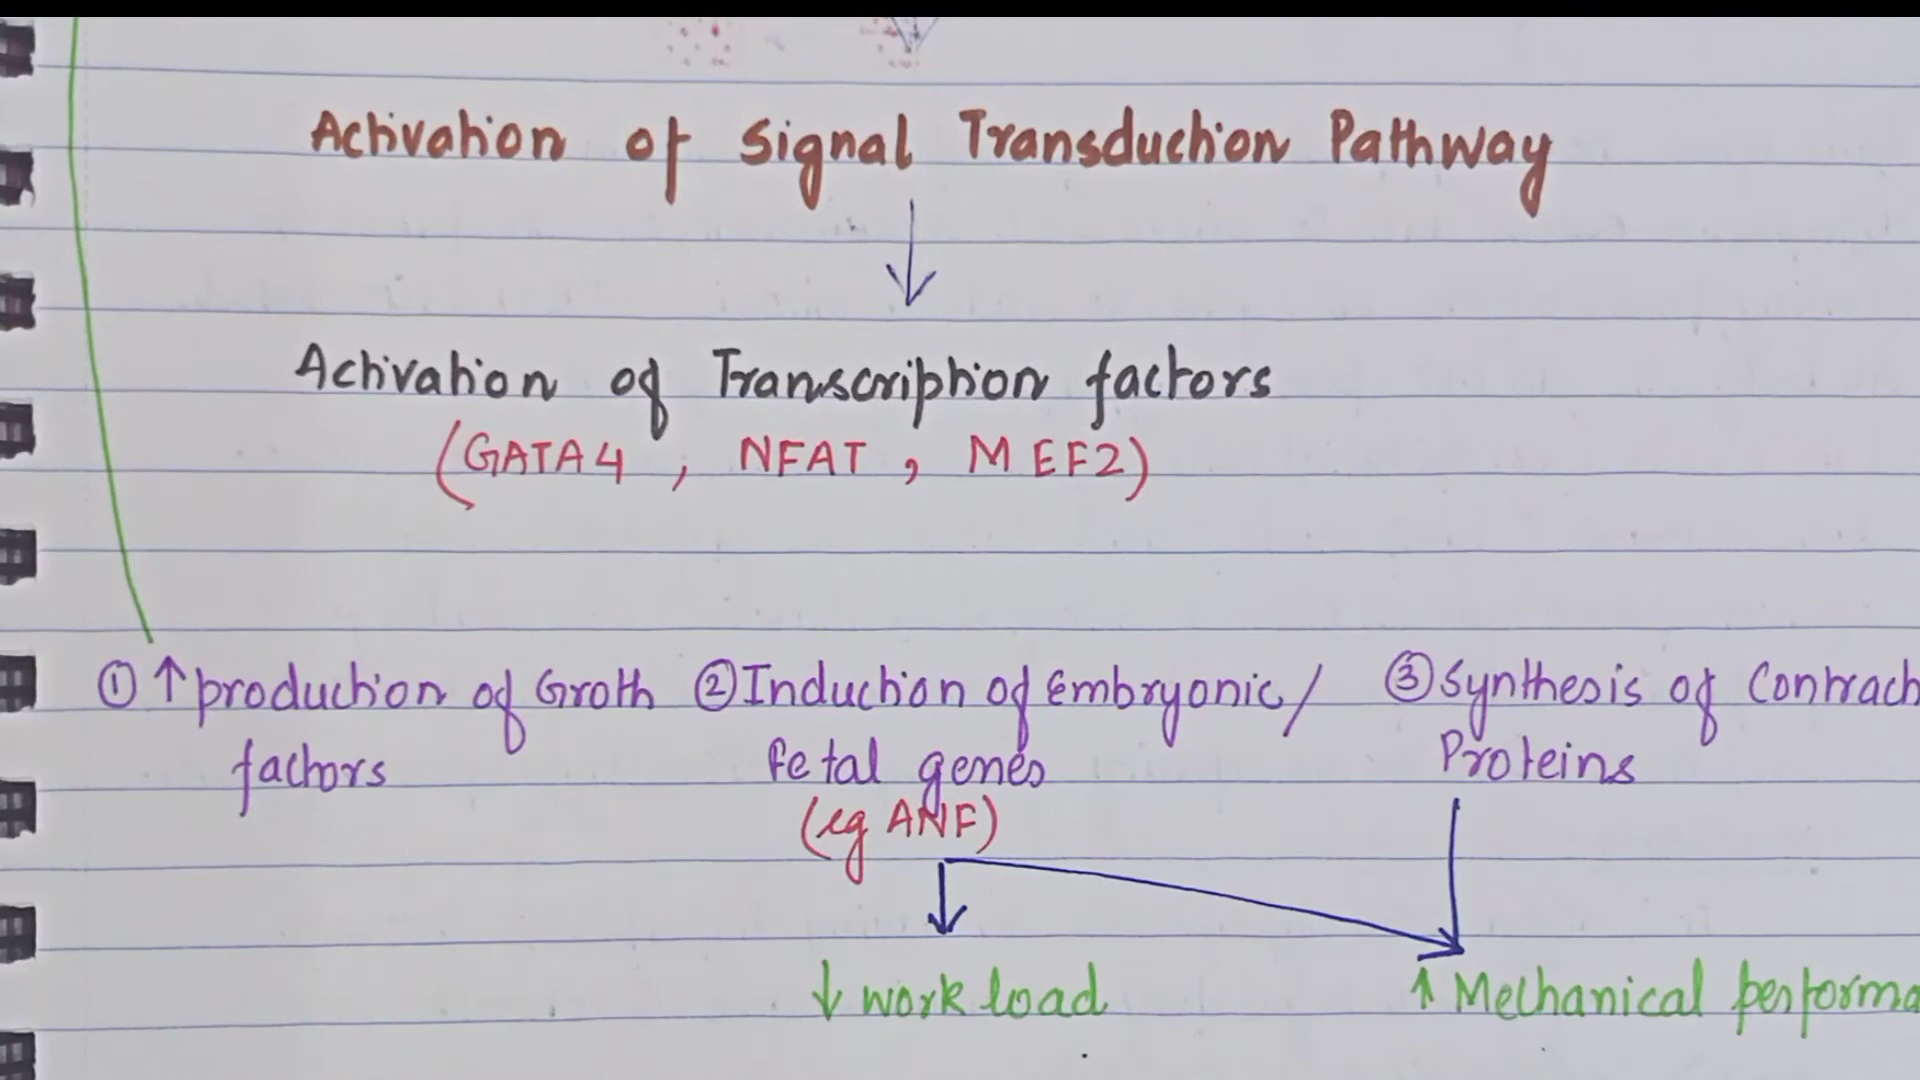 Activation of Signal Transduction Pathway
↓
Activation of Transcription factors
(GATA4 , NFAT , MEF2)
① ↑ production of Groth ② Induction of Embryonic / ③ Synthesis of Contrach
factors fetal genes Proteins
(eg ANF)
↓ work load ↑ Mechanical performa